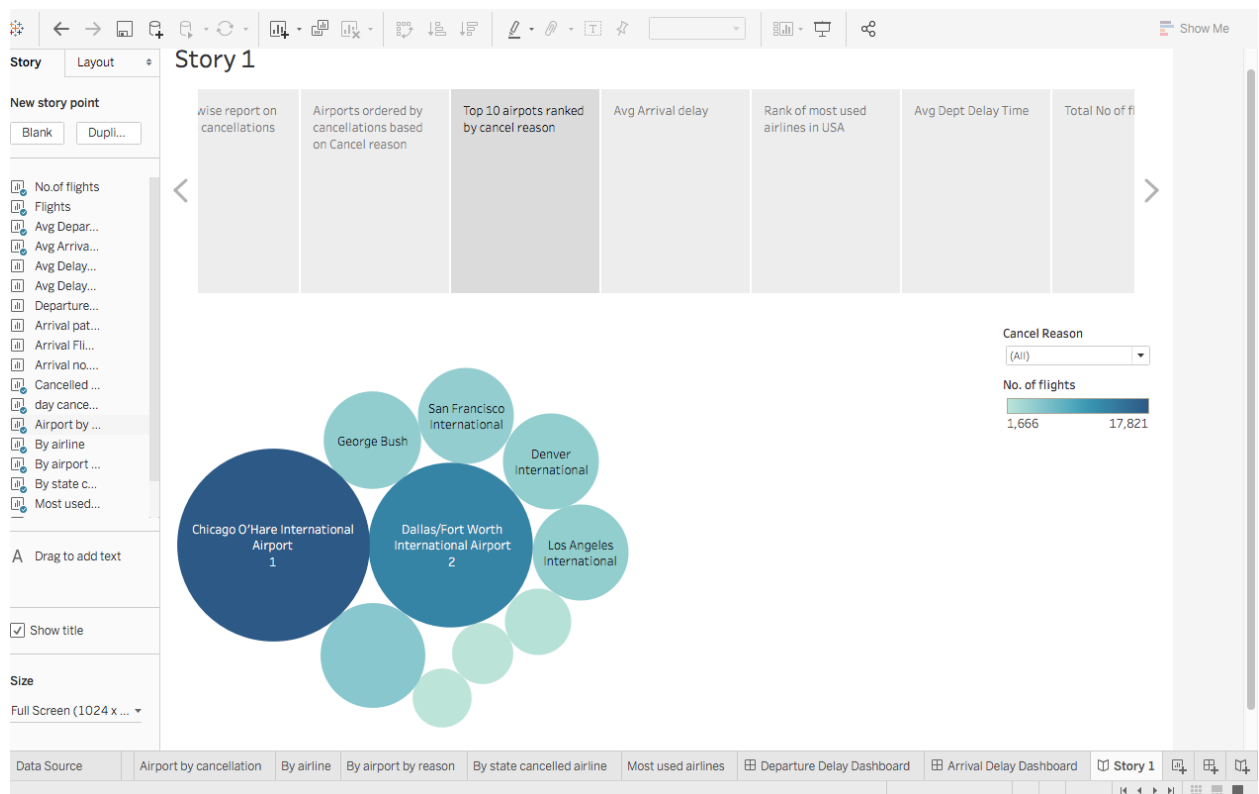 Show Me
Story
Layout
Story 1
New story point
Blank
Dupli...
wise report on
cancellations
Airports ordered by
cancellations based
on Cancel reason
Top 10 airpots ranked
by cancel reason
Avg Arrival delay
Rank of most used
airlines in USA
Avg Dept Delay Time
Total No of fl
No.of flights
Flights
Avg Depar...
Avg Arriva...
Avg Delay...
Avg Delay...
Departure...
Arrival pat...
Arrival Fli...
Arrival no....
Cancelled ...
day cance...
Airport by ...
By airline
By airport ...
By state c...
Most used...
A Drag to add text
Show title
Size
Full Screen (1024 x ...
Cancel Reason
(All)
No. of flights
1,666
17,821
San Francisco
International
George Bush
Denver
International
Chicago O'Hare International
Airport
1
Dallas/Fort Worth
International Airport
2
Los Angeles
International
Data Source
Airport by cancellation
By airline
By airport by reason
By state cancelled airline
Most used airlines
Departure Delay Dashboard
Arrival Delay Dashboard
Story 1